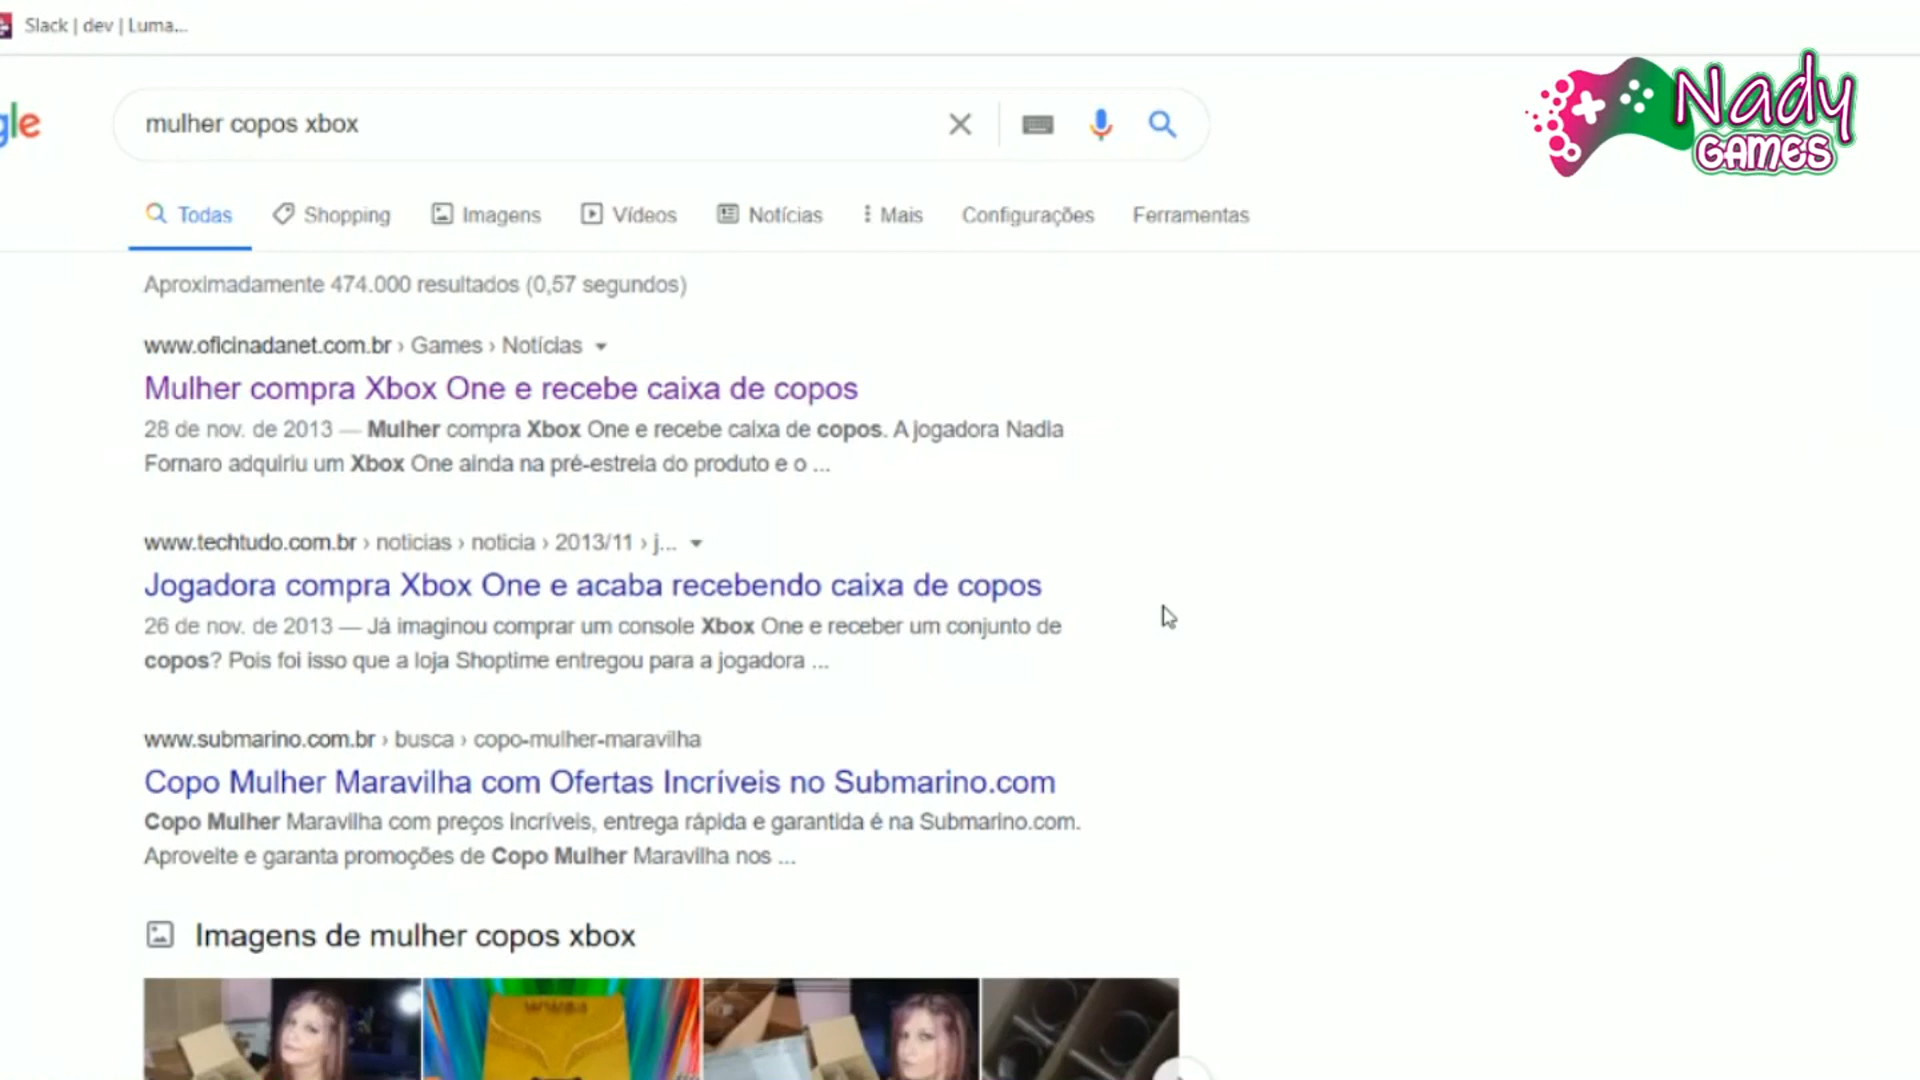 Slack | dev | Luma...
gle
mulher copos xbox
Nady
GAMES
Todas
Shopping
Imagens
Vídeos
Notícias
Mais
Configurações
Ferramentas
Aproximadamente 474.000 resultados (0,57 segundos)
www.oficinadanet.com.br › Games › Notícias
Mulher compra Xbox One e recebe caixa de copos
28 de nov. de 2013 — Mulher compra Xbox One e recebe caixa de copos. A jogadora Nadia
Fornaro adquiriu um Xbox One ainda na pré-estreia do produto e o ...
www.techtudo.com.br › noticias › noticia › 2013/11 › j...
Jogadora compra Xbox One e acaba recebendo caixa de copos
26 de nov. de 2013 — Já imaginou comprar um console Xbox One e receber um conjunto de
copos? Pois foi isso que a loja Shoptime entregou para a jogadora ...
www.submarino.com.br › busca › copo-mulher-maravilha
Copo Mulher Maravilha com Ofertas Incríveis no Submarino.com
Copo Mulher Maravilha com preços incríveis, entrega rápida e garantida é na Submarino.com.
Aproveite e garanta promoções de Copo Mulher Maravilha nos ...
Imagens de mulher copos xbox